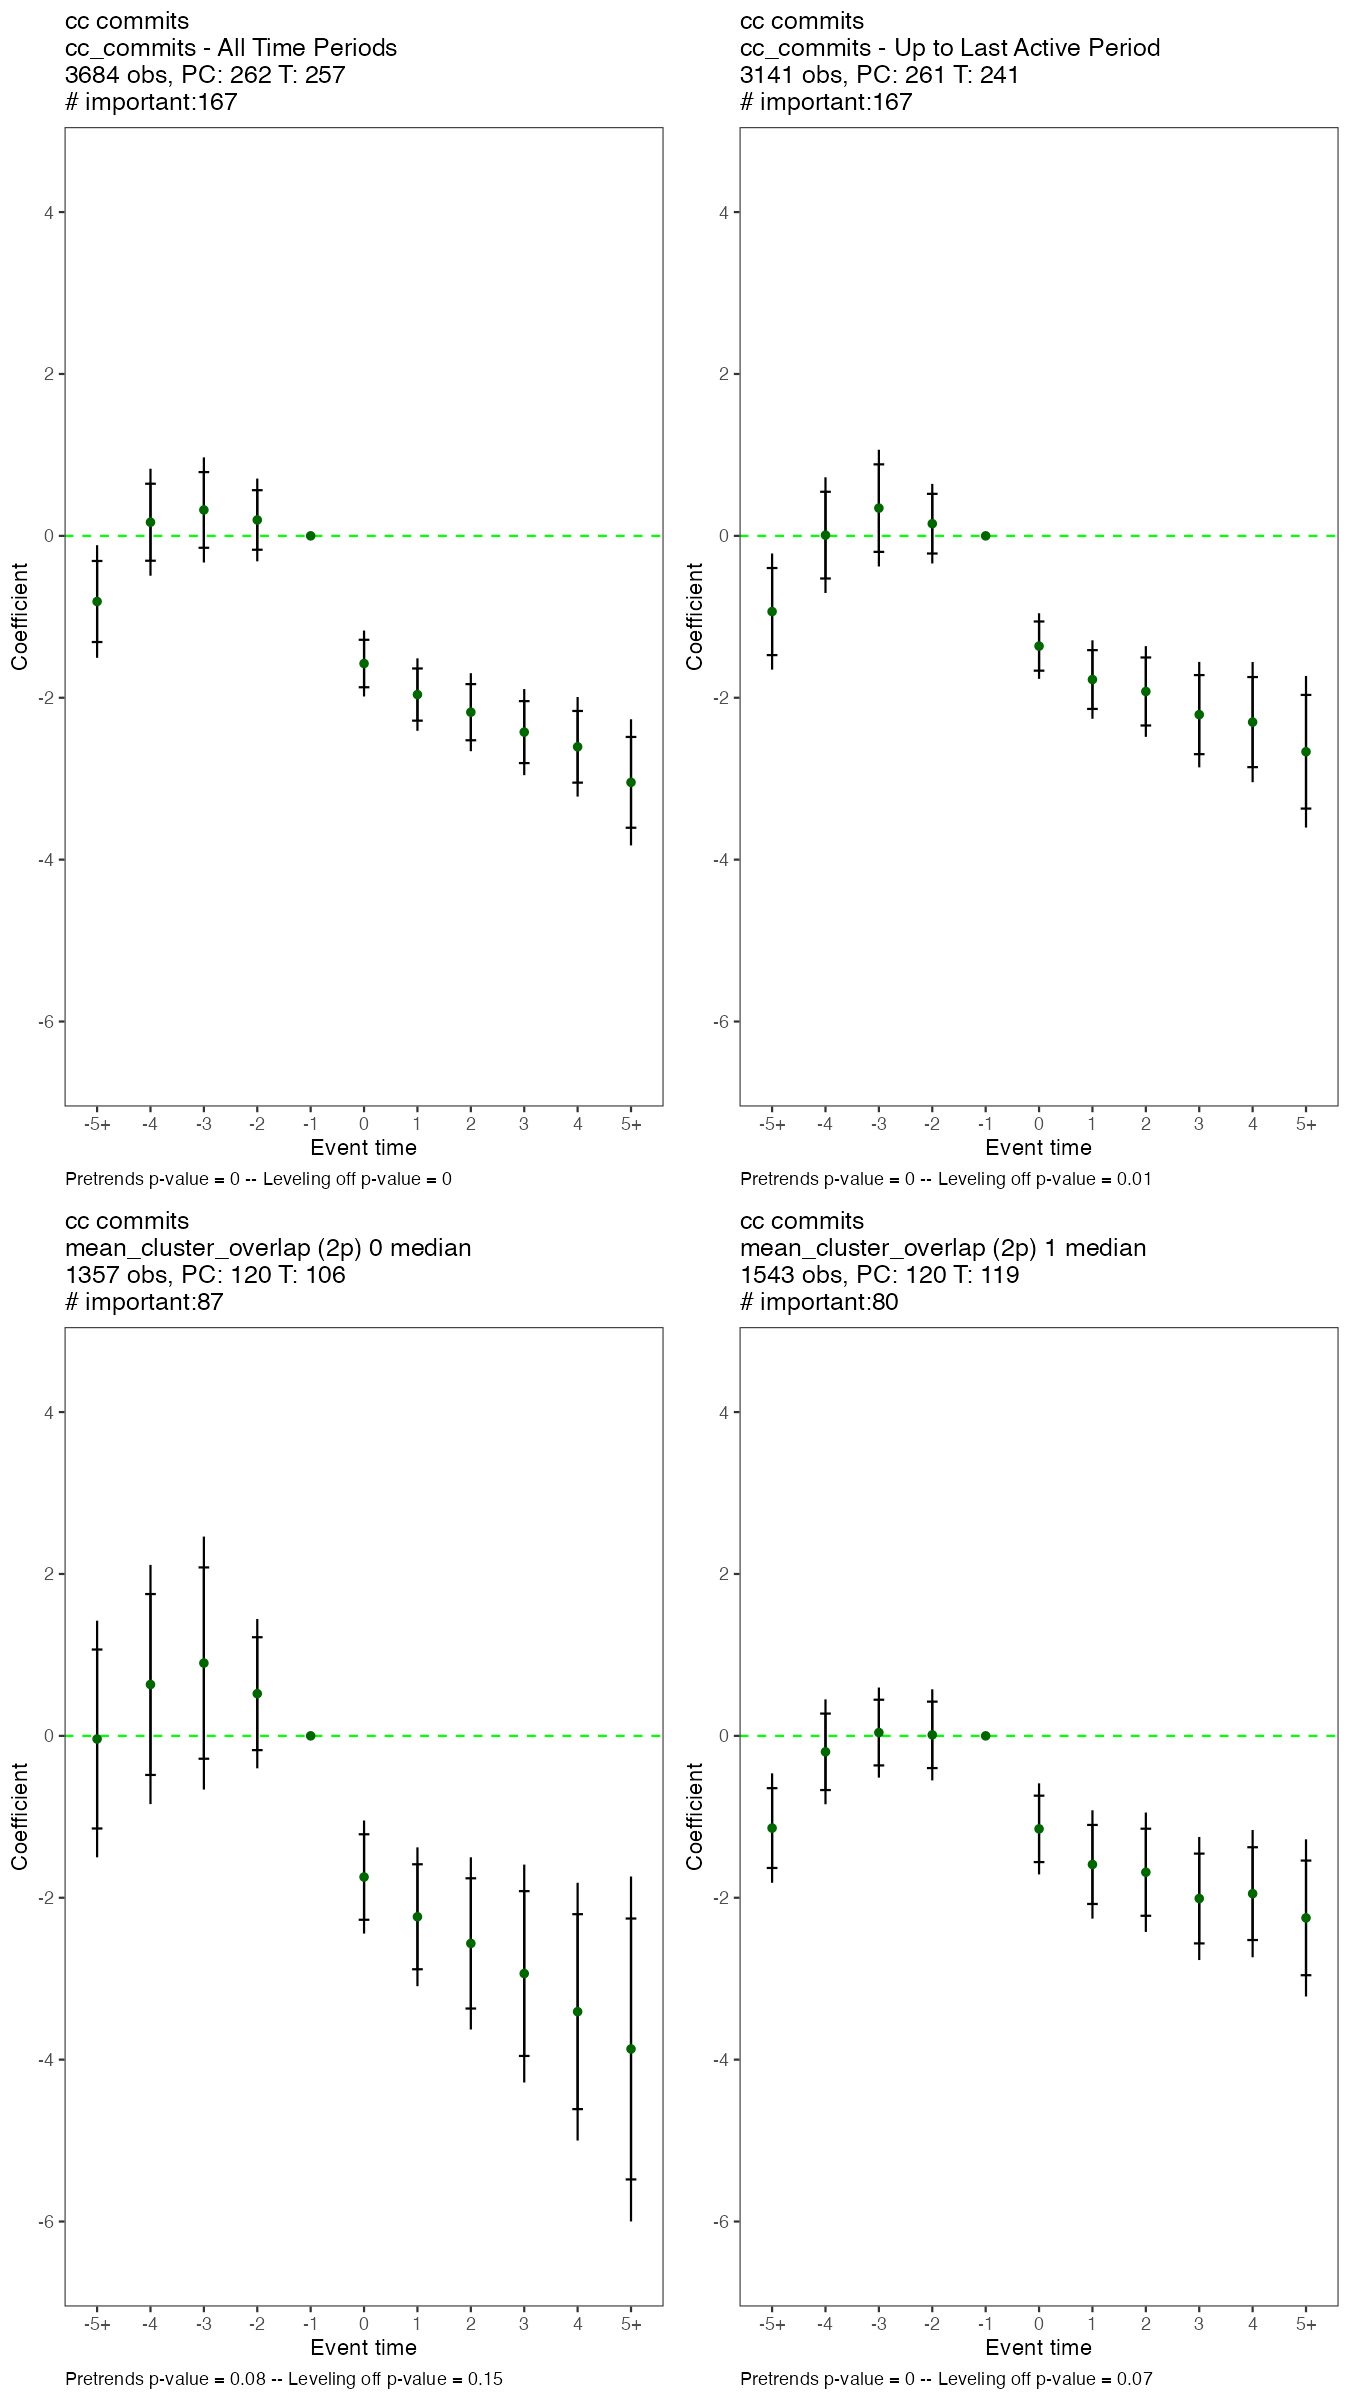 cc commits
cc_commits - All Time Periods
3684 obs, PC: 262 T: 257
# important:167
4
2
0
-2
-4
-6
Coefficient
-5+ -4 -3 -2 -1 0 1 2 3 4 5+
Event time
Pretrends p-value = 0 -- Leveling off p-value = 0
cc commits
cc_commits - Up to Last Active Period
3141 obs, PC: 261 T: 241
# important:167
4
2
0
-2
-4
-6
Coefficient
-5+ -4 -3 -2 -1 0 1 2 3 4 5+
Event time
Pretrends p-value = 0 -- Leveling off p-value = 0.01
cc commits
mean_cluster_overlap (2p) 0 median
1357 obs, PC: 120 T: 106
# important:87
4
2
0
-2
-4
-6
Coefficient
-5+ -4 -3 -2 -1 0 1 2 3 4 5+
Event time
Pretrends p-value = 0.08 -- Leveling off p-value = 0.15
cc commits
mean_cluster_overlap (2p) 1 median
1543 obs, PC: 120 T: 119
# important:80
4
2
0
-2
-4
-6
Coefficient
-5+ -4 -3 -2 -1 0 1 2 3 4 5+
Event time
Pretrends p-value = 0 -- Leveling off p-value = 0.07